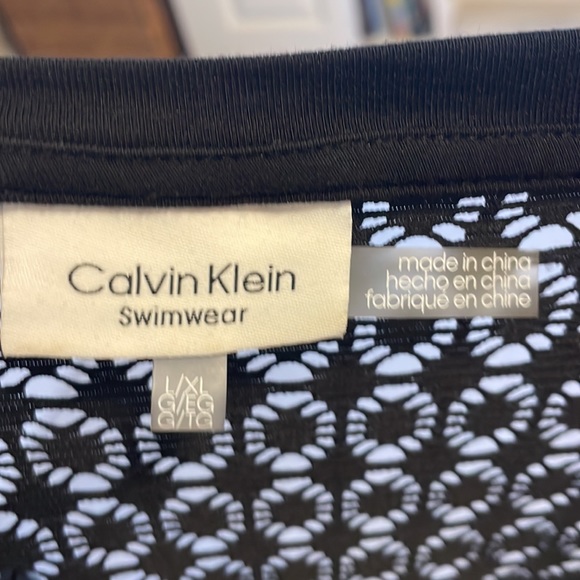 Calvin Klein
Swimwear
made in china
hecho en china
fabriqué en chine
L/XL
G/EG
G/TG